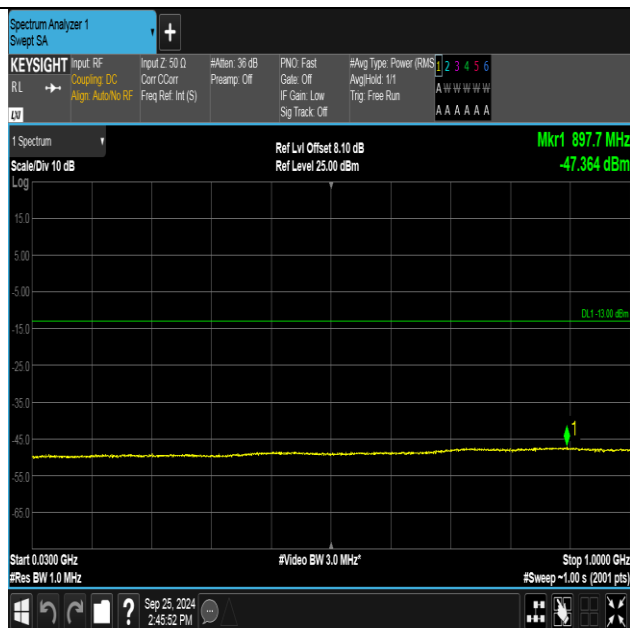 Spectrum Analyzer 1
Swept SA
+
KEYSIGHT
RL
LXI
Input: RF
Coupling: DC
Align: Auto/No RF
Input Z: 50 Ω
Corr CCorr
Freq Ref: Int (S)
#Atten: 36 dB
Preamp: Off
PNO: Fast
Gate: Off
IF Gain: Low
Sig Track: Off
#Avg Type: Power (RMS
Avg|Hold: 1/1
Trig: Free Run
1 2 3 4 5 6
A W W W W W
A A A A A A
1 Spectrum
Scale/Div 10 dB
Log
Ref Lvl Offset 8.10 dB
Ref Level 25.00 dBm
Mkr1 897.7 MHz
-47.364 dBm
15.0
5.00
-5.00
DL1 -13.00 dBm
-15.0
-25.0
-35.0
1
-45.0
-55.0
-65.0
Start 0.0300 GHz
#Res BW 1.0 MHz
#Video BW 3.0 MHz*
Stop 1.0000 GHz
#Sweep ~1.00 s (2001 pts)
?
Sep 25, 2024
2:45:52 PM